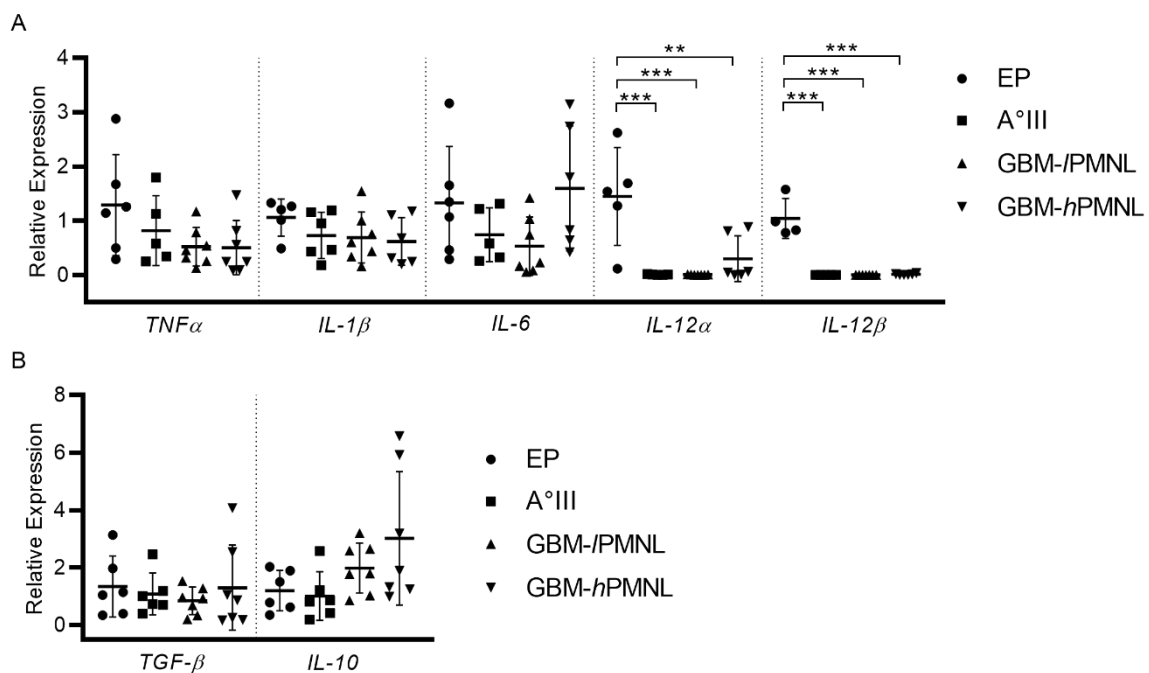 A
Relative Expression
4
3
2
1
0
**
***
***
***
***
***
TNFα
IL-1β
IL-6
IL-12α
IL-12β
EP
A°III
GBM-lPMNL
GBM-hPMNL
B
Relative Expression
8
6
4
2
0
TGF-β
IL-10
EP
A°III
GBM-lPMNL
GBM-hPMNL